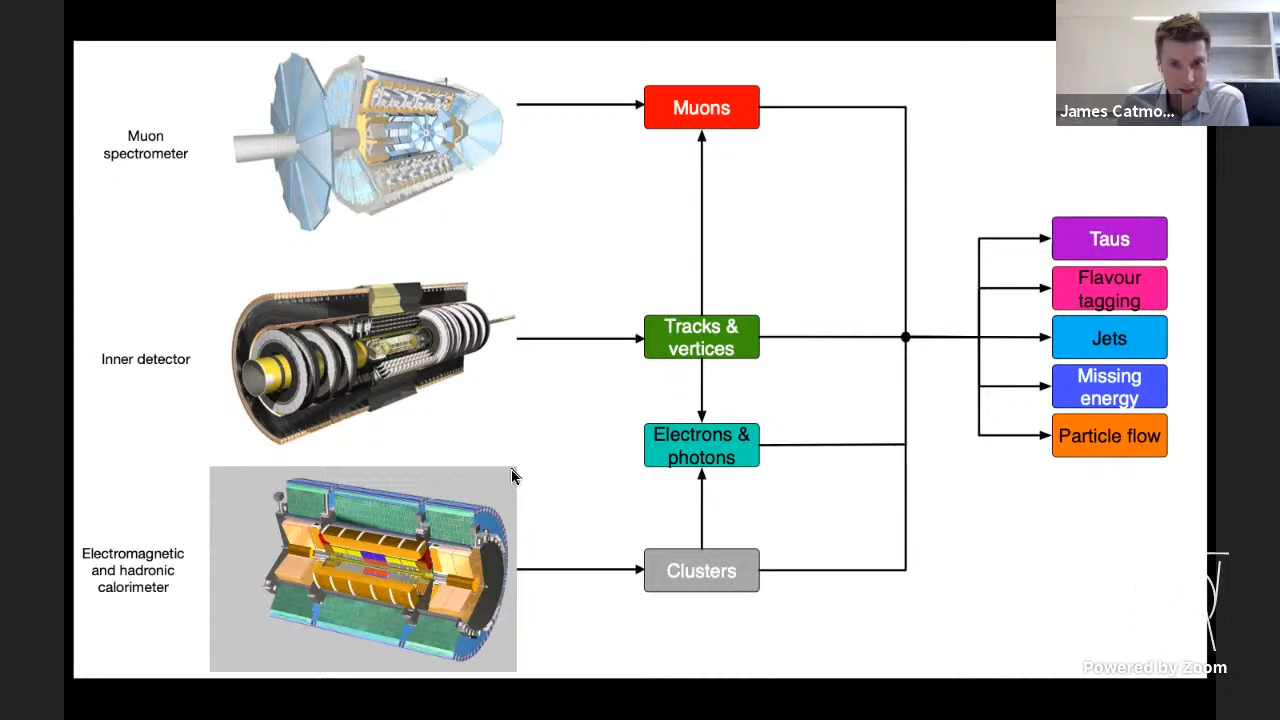 James Catmo...
Muon
spectrometer
Muons
Taus
Flavour
tagging
Inner detector
Tracks &
vertices
Jets
Missing
energy
Electrons &
photons
Particle flow
Electromagnetic
and hadronic
calorimeter
Clusters
Powered by Zoom